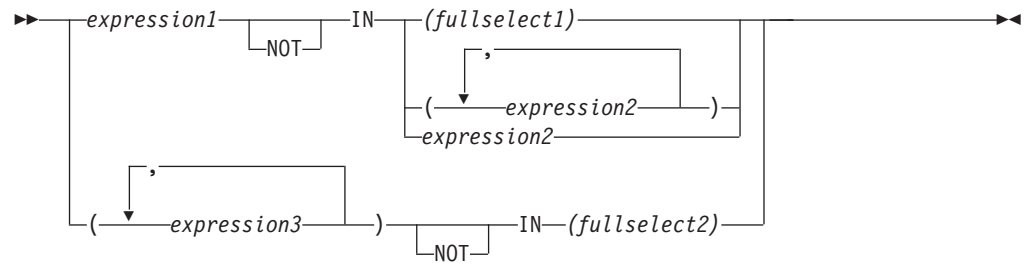 expression1 IN (fullselect1)
NOT
,
( expression2 )
expression2
,
( expression3 ) IN (fullselect2)
NOT